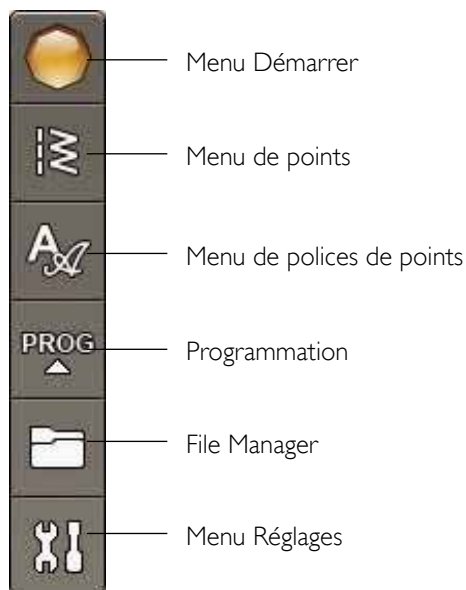 Menu Démarrer
Menu de points
A A Menu de polices de points
PROG Programmation
File Manager
Menu Réglages